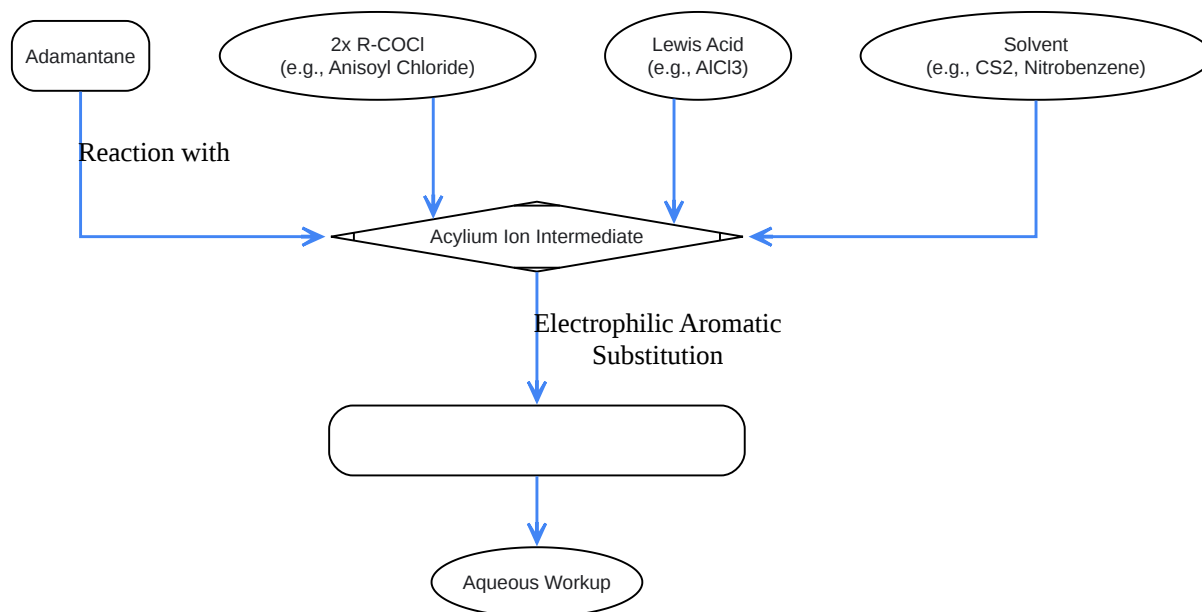 Adamantane
2x R-COCl
(e.g., Anisoyl Chloride)
Lewis Acid
(e.g., AlCl3)
Solvent
(e.g., CS2, Nitrobenzene)
Reaction with
Acylium Ion Intermediate
Electrophilic Aromatic
Substitution
Aqueous Workup